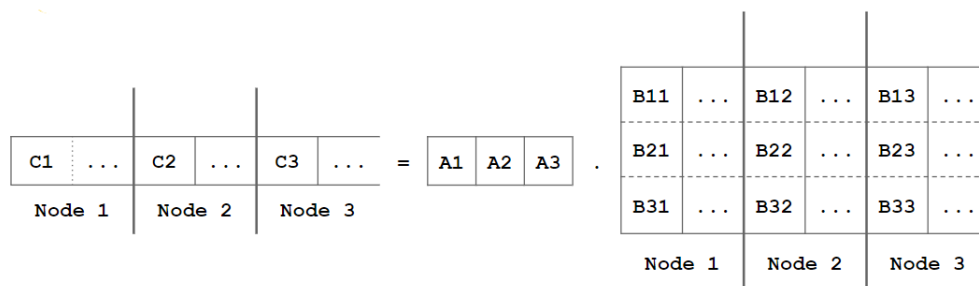 B11 ... B12 ... B13 ...
C1 ... C2 ... C3 ... = A1 A2 A3 . B21 ... B22 ... B23 ...
B31 ... B32 ... B33 ...
Node 1 Node 2 Node 3
Node 1 Node 2 Node 3